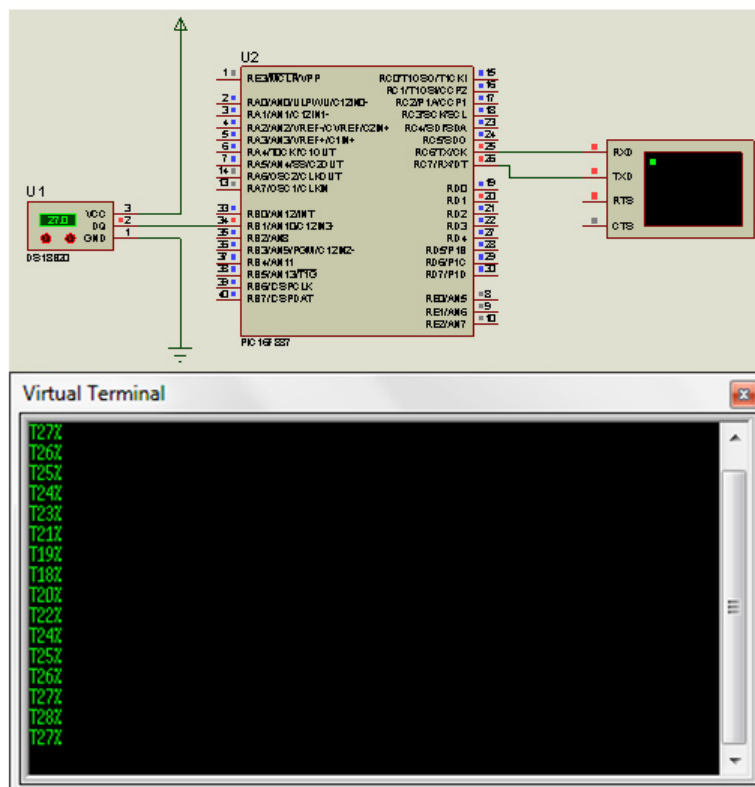 U2
1 RE3/MCLR/VPP
2 RA0/AN0/ULPWU/C12IN0-
3 RA1/AN1/C12IN1-
4 RA2/AN2/VREF-/CVREF/C2IN+
5 RA3/AN3/VREF+/C1IN+
6 RA4/T0CKI/C1OUT
7 RA5/AN4/SS/C2OUT
14 RA6/OSC2/CLKOUT
13 RA7/OSC1/CLKIN
33 RB0/AN12/INT
34 RB1/AN10/C12IN3-
35 RB2/AN8
36 RB3/AN9/PGM/C12IN2-
37 RB4/AN11
38 RB5/AN13/T1G
39 RB6/ICSPCLK
40 RB7/ICSPDAT
RC0/T1OSO/T1CKI 15
RC1/T1OSI/CCP2 16
RC2/P1A/CCP1 17
RC3/SCK/SCL 18
RC4/SDI/SDA 23
RC5/SDO 24
RC6/TX/CK 25
RC7/RX/DT 26
RD0 19
RD1 20
RD2 21
RD3 22
RD4 27
RD5/P1B 28
RD6/P1C 29
RD7/P1D 30
RE0/AN5 8
RE1/AN6 9
RE2/AN7 10
PIC16F887
U1
27.0
VCC 3
DQ 2
GND 1
DS18B20
RXD
TXD
RTS
CTS
Virtual Terminal
T27%
T26%
T25%
T24%
T23%
T21%
T19%
T18%
T20%
T22%
T24%
T25%
T26%
T27%
T28%
T27%